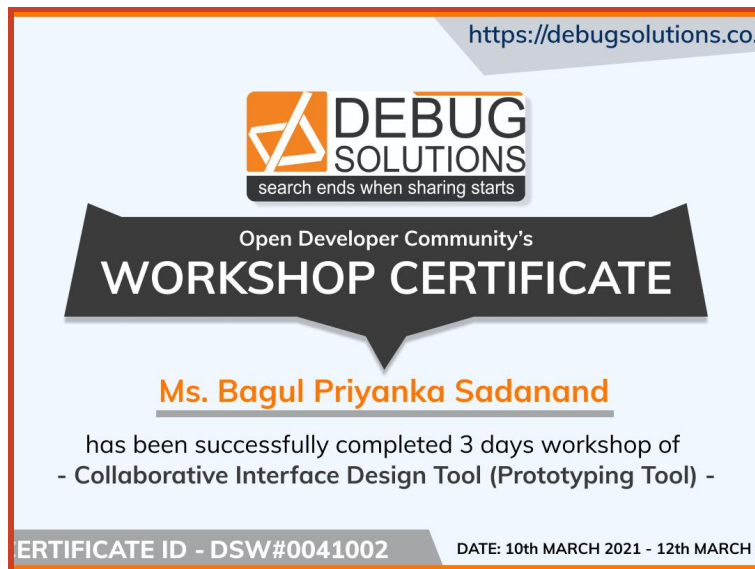 https://debugsolutions.co.
DEBUG
SOLUTIONS
search ends when sharing starts
Open Developer Community's
WORKSHOP CERTIFICATE
Ms. Bagul Priyanka Sadanand
has been successfully completed 3 days workshop of
- Collaborative Interface Design Tool (Prototyping Tool) -
ERTIFICATE ID - DSW#0041002
DATE: 10th MARCH 2021 - 12th MARCH